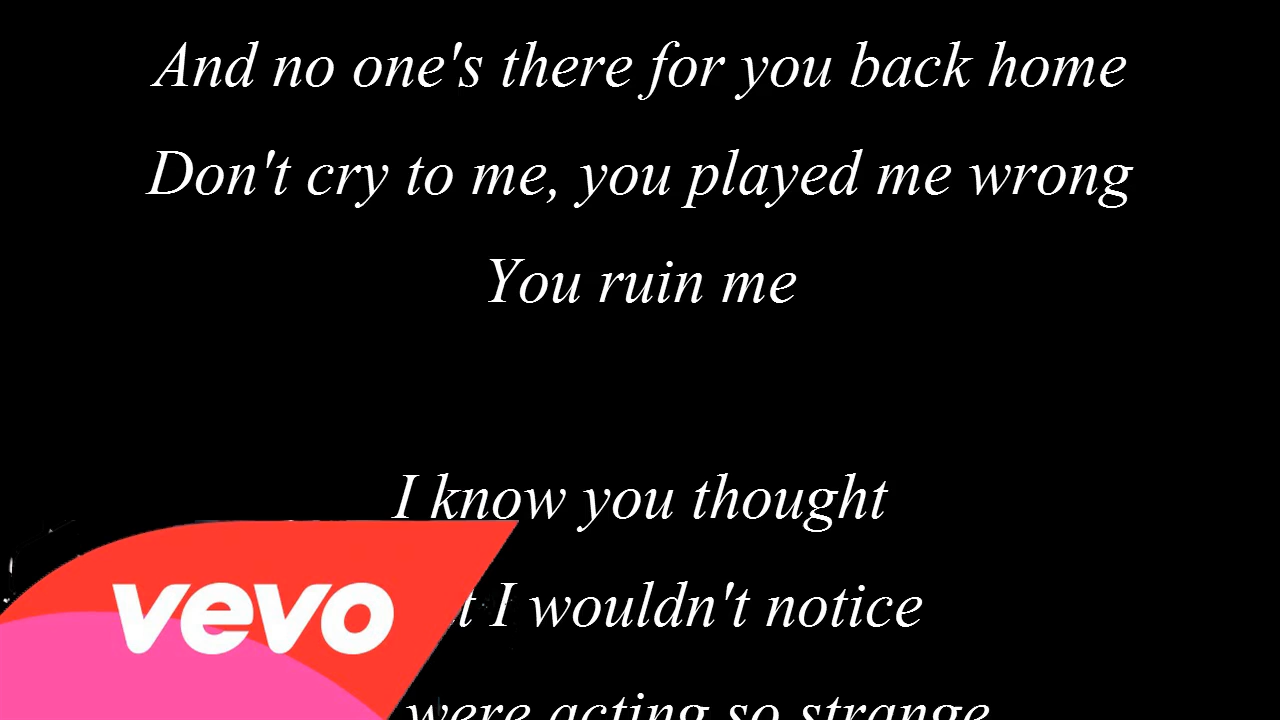 And no one's there for you back home
Don't cry to me, you played me wrong
You ruin me
I know you thought
I wouldn't notice
were acting so strange
vevo